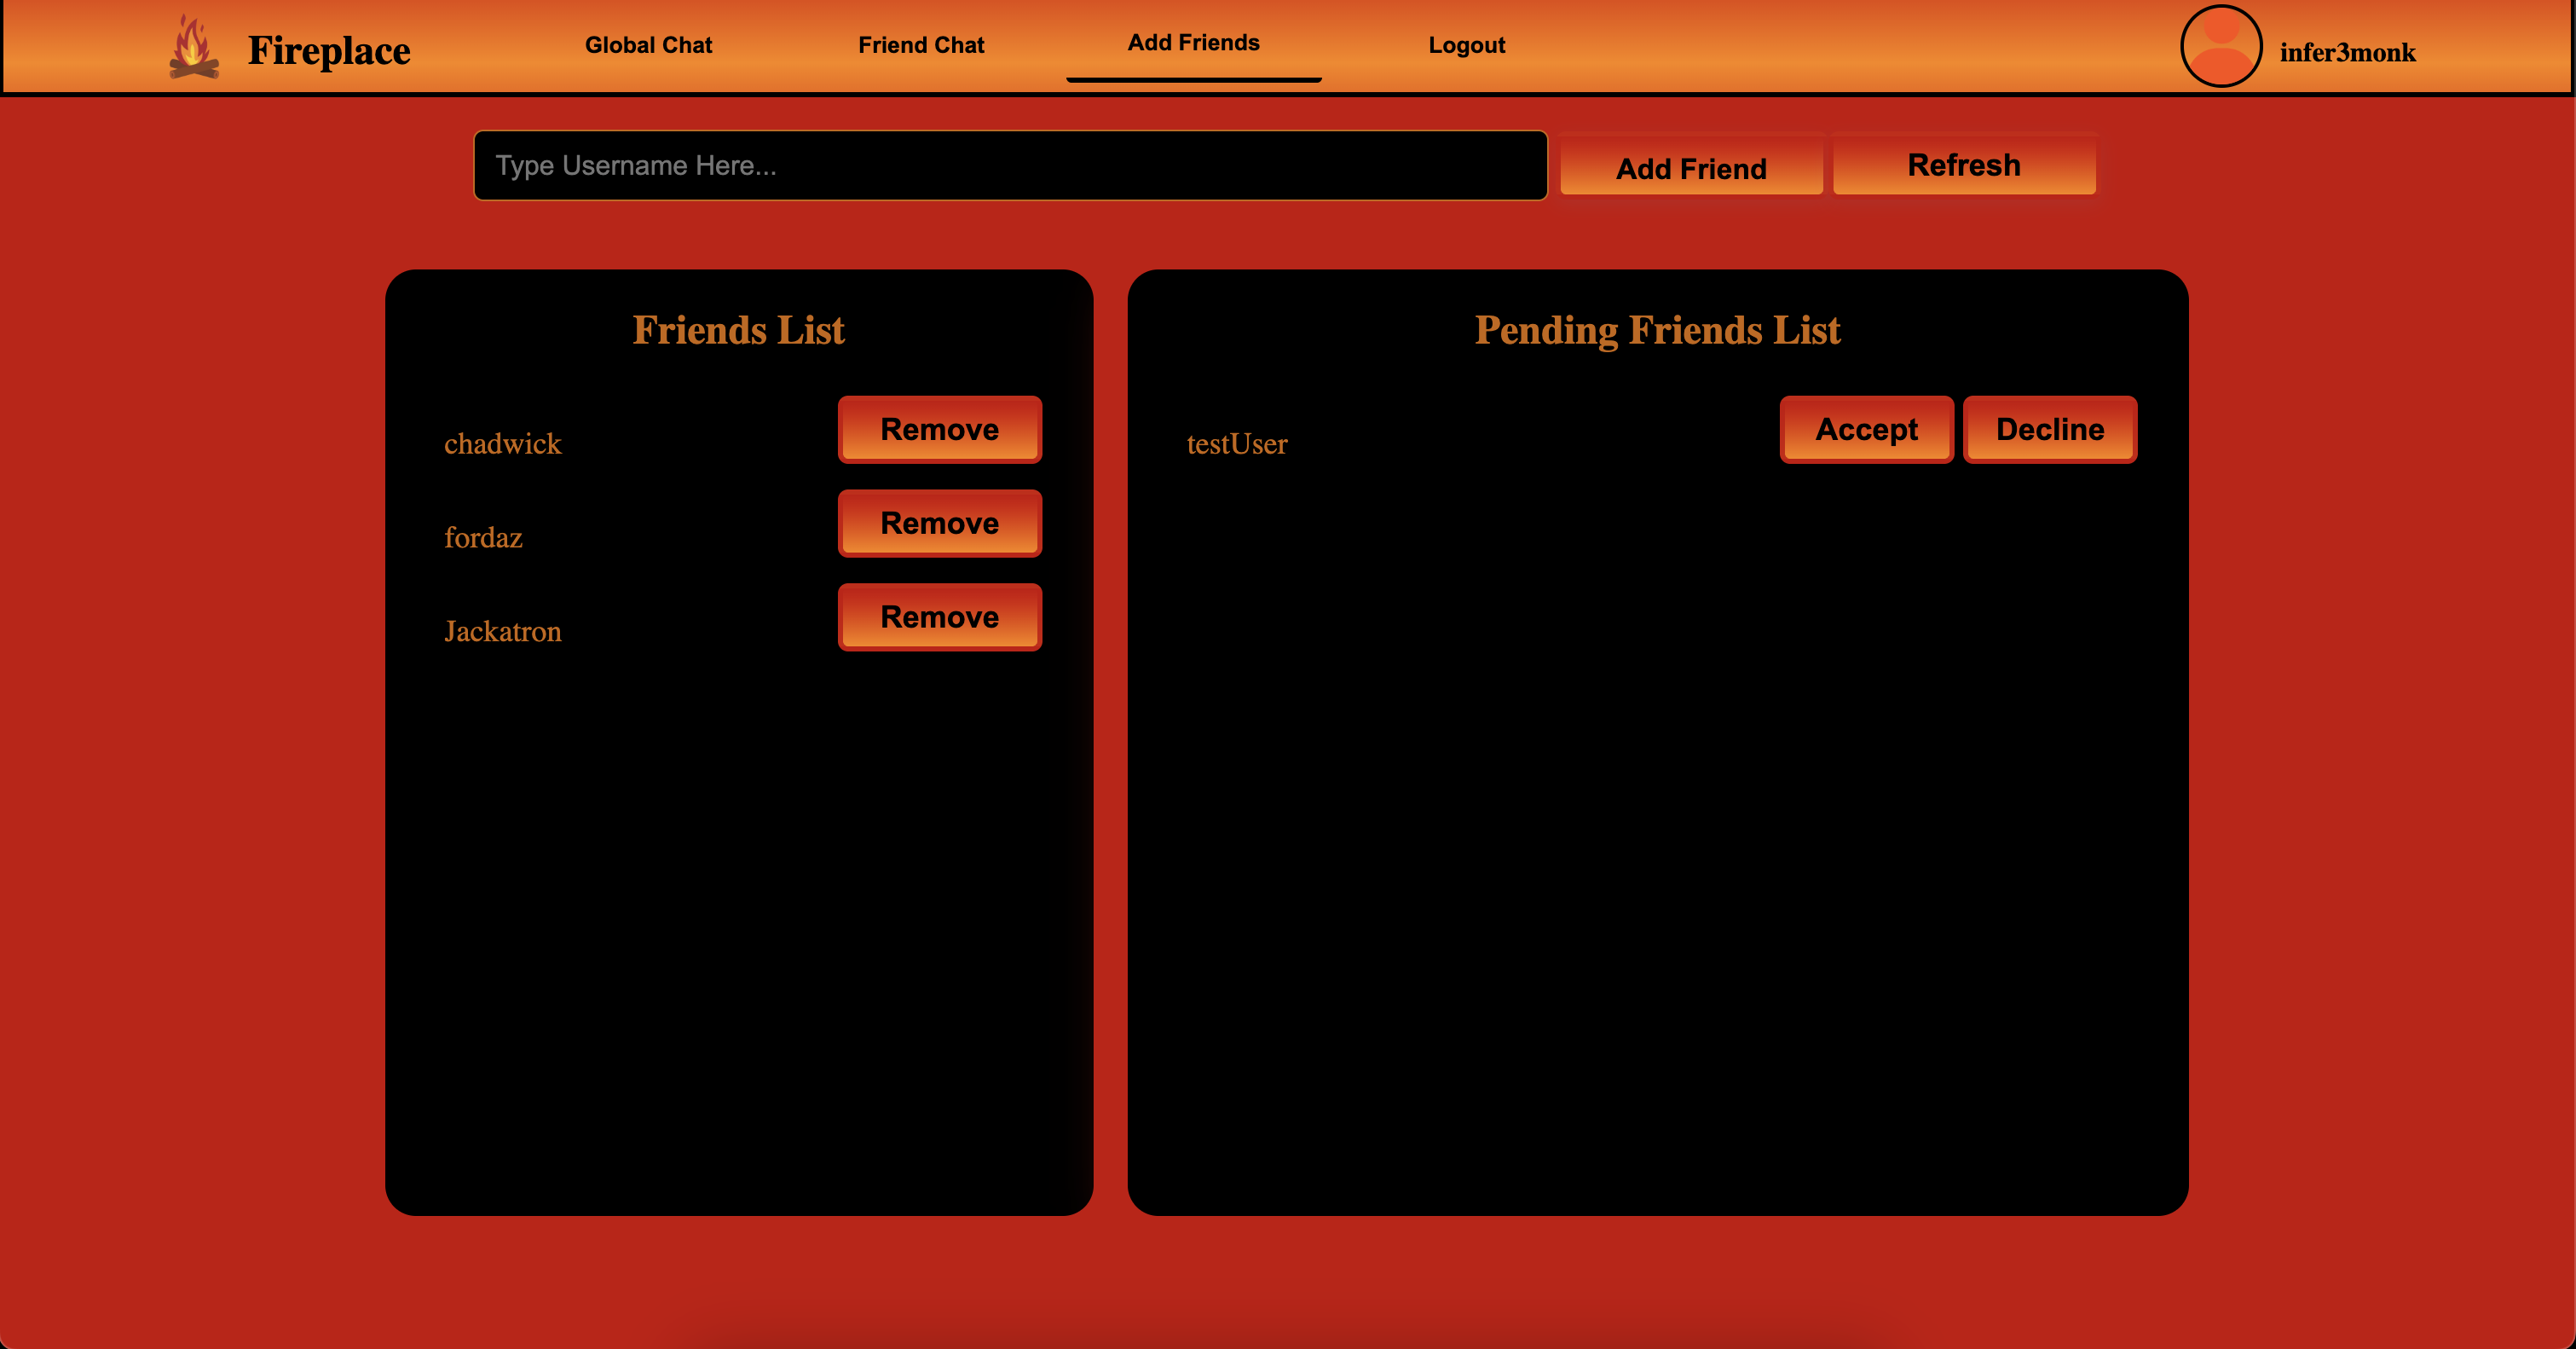 Fireplace
Global Chat
Friend Chat
Add Friends
Logout
infer3monk
Type Username Here...
Add Friend
Refresh
Friends List
chadwick
Remove
fordaz
Remove
Jackatron
Remove
Pending Friends List
testUser
Accept
Decline